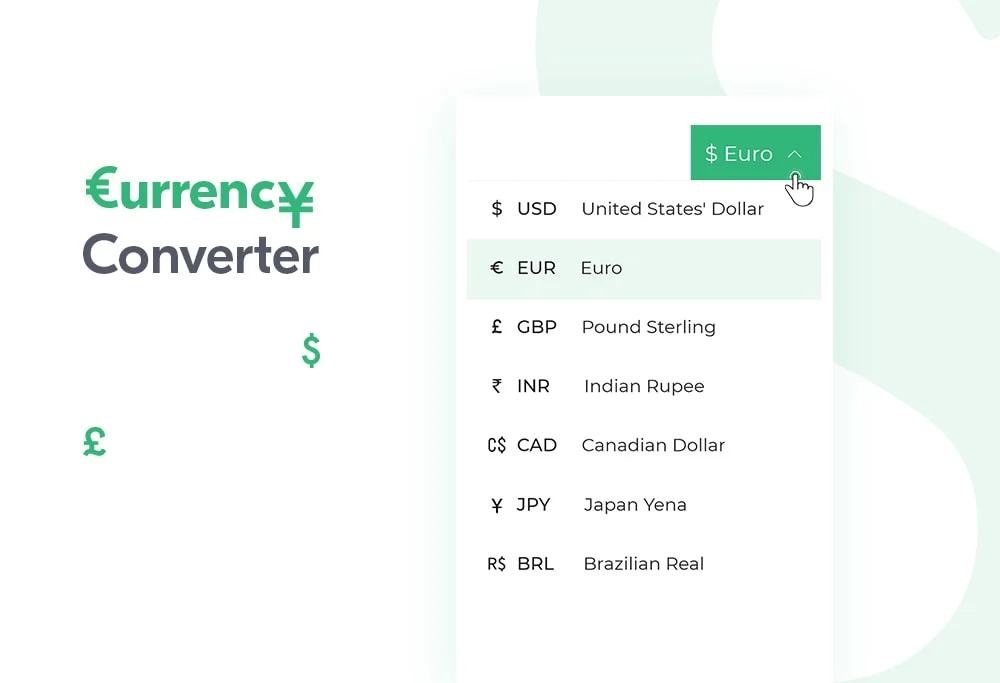 €urrenc¥
Converter
$
£
$ Euro
$ USD United States' Dollar
€ EUR Euro
£ GBP Pound Sterling
₹ INR Indian Rupee
C$ CAD Canadian Dollar
¥ JPY Japan Yena
R$ BRL Brazilian Real